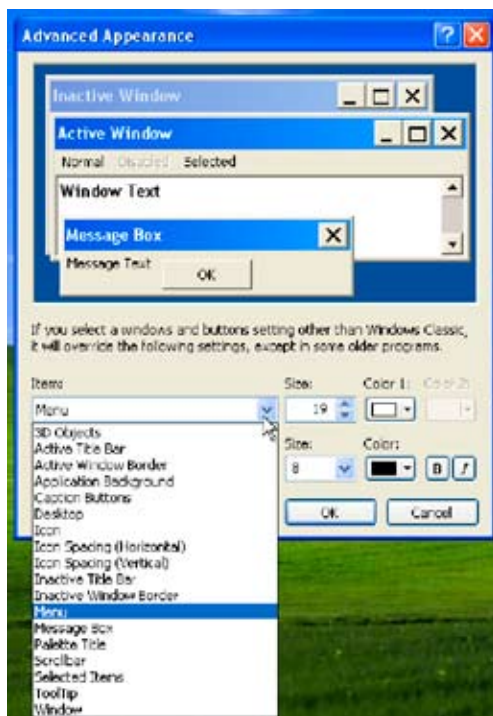 Advanced Appearance
Inactive Window
Active Window
Normal Disabled Selected
Window Text
Message Box
Message Text
OK
If you select a windows and buttons setting other than Windows Classic,
it will override the following settings, except in some older programs.
Item: Size: Color 1: Color 2:
Menu 19
3D Objects
Active Title Bar
Active Window Border
Application Background
Caption Buttons
Desktop
Icon
Icon Spacing (Horizontal)
Icon Spacing (Vertical)
Inactive Title Bar
Inactive Window Border
Menu
Message Box
Palette Title
Scrollbar
Selected Items
ToolTip
Window
Size: Color:
8 B I
OK Cancel